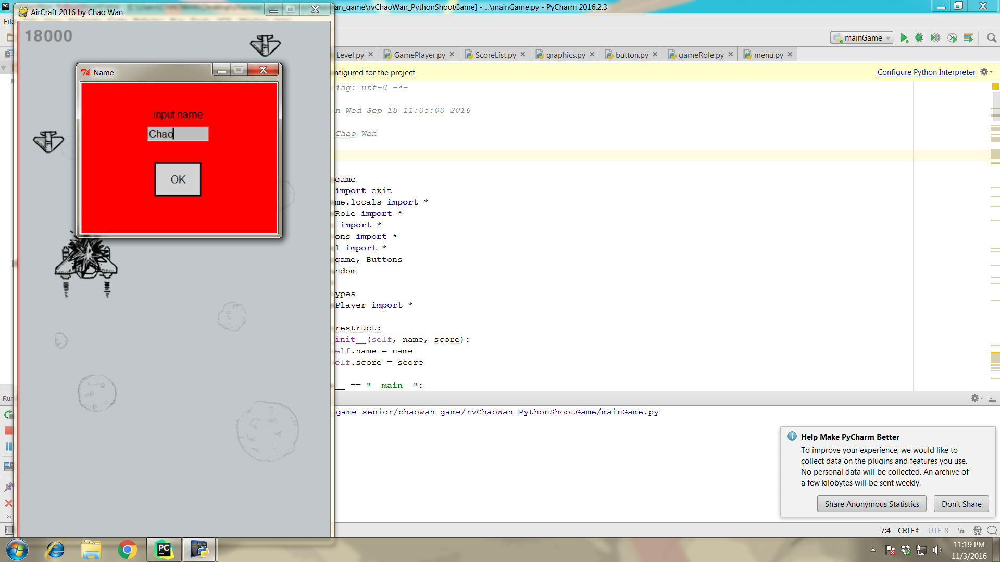 AirCraft 2016 by Chao Wan
an_game\rvChaoWan_PythonShootGame] - ...\mainGame.py - PyCharm 2016.2.3
File
18000
mainGame
Level.py
GamePlayer.py
ScoreList.py
graphics.py
button.py
gameRole.py
menu.py
Name
nfigured for the project
Configure Python Interpreter
input name
Chao
OK
ing: utf-8 -*-
n Wed Sep 18 11:05:00 2016
Chao Wan
game
import exit
me.locals import *
Role import *
import *
ons import *
l import *
game, Buttons
ndom
ypes
Player import *
restruct:
init__(self, name, score):
elf.name = name
elf.score = score
__ == "__main__":
Run
_game_senior/chaowan_game/rvChaoWan_PythonShootGame/mainGame.py
Help Make PyCharm Better
To improve your experience, we would like to
collect data on the plugins and features you use.
No personal data will be collected. An archive of
a few kilobytes will be sent weekly.
Share Anonymous Statistics
Don't Share
7:4 CRLF UTF-8
PC
11:19 PM
11/3/2016